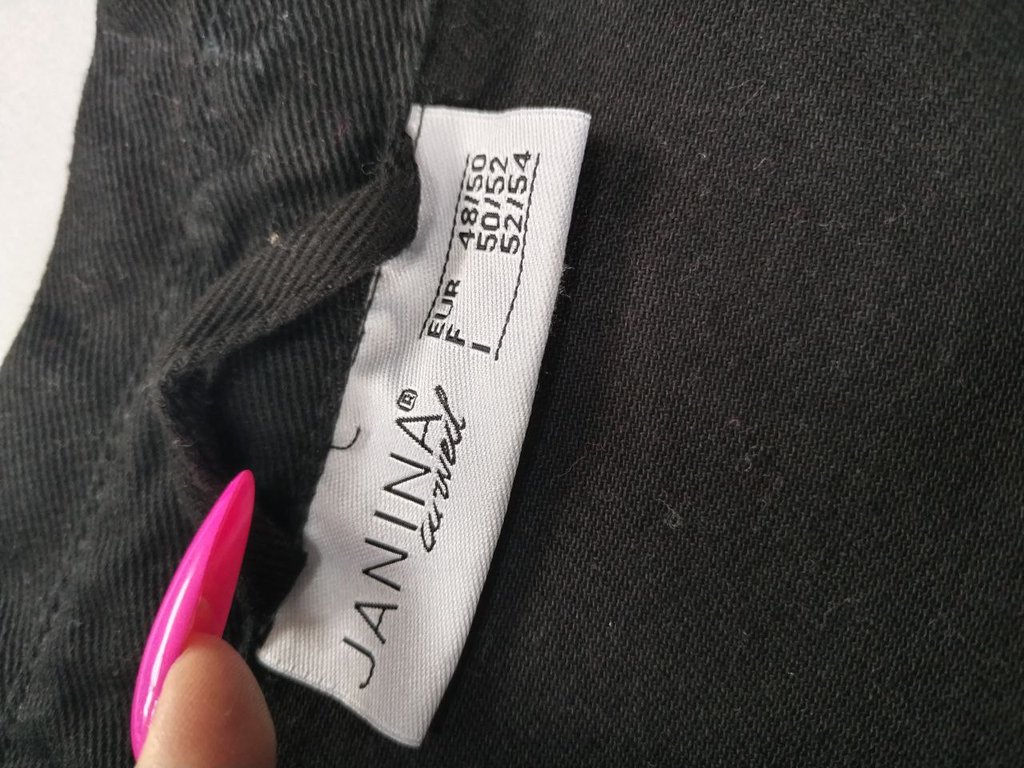 JANINA®
curved
EUR 48/50
F 50/52
I 52/54